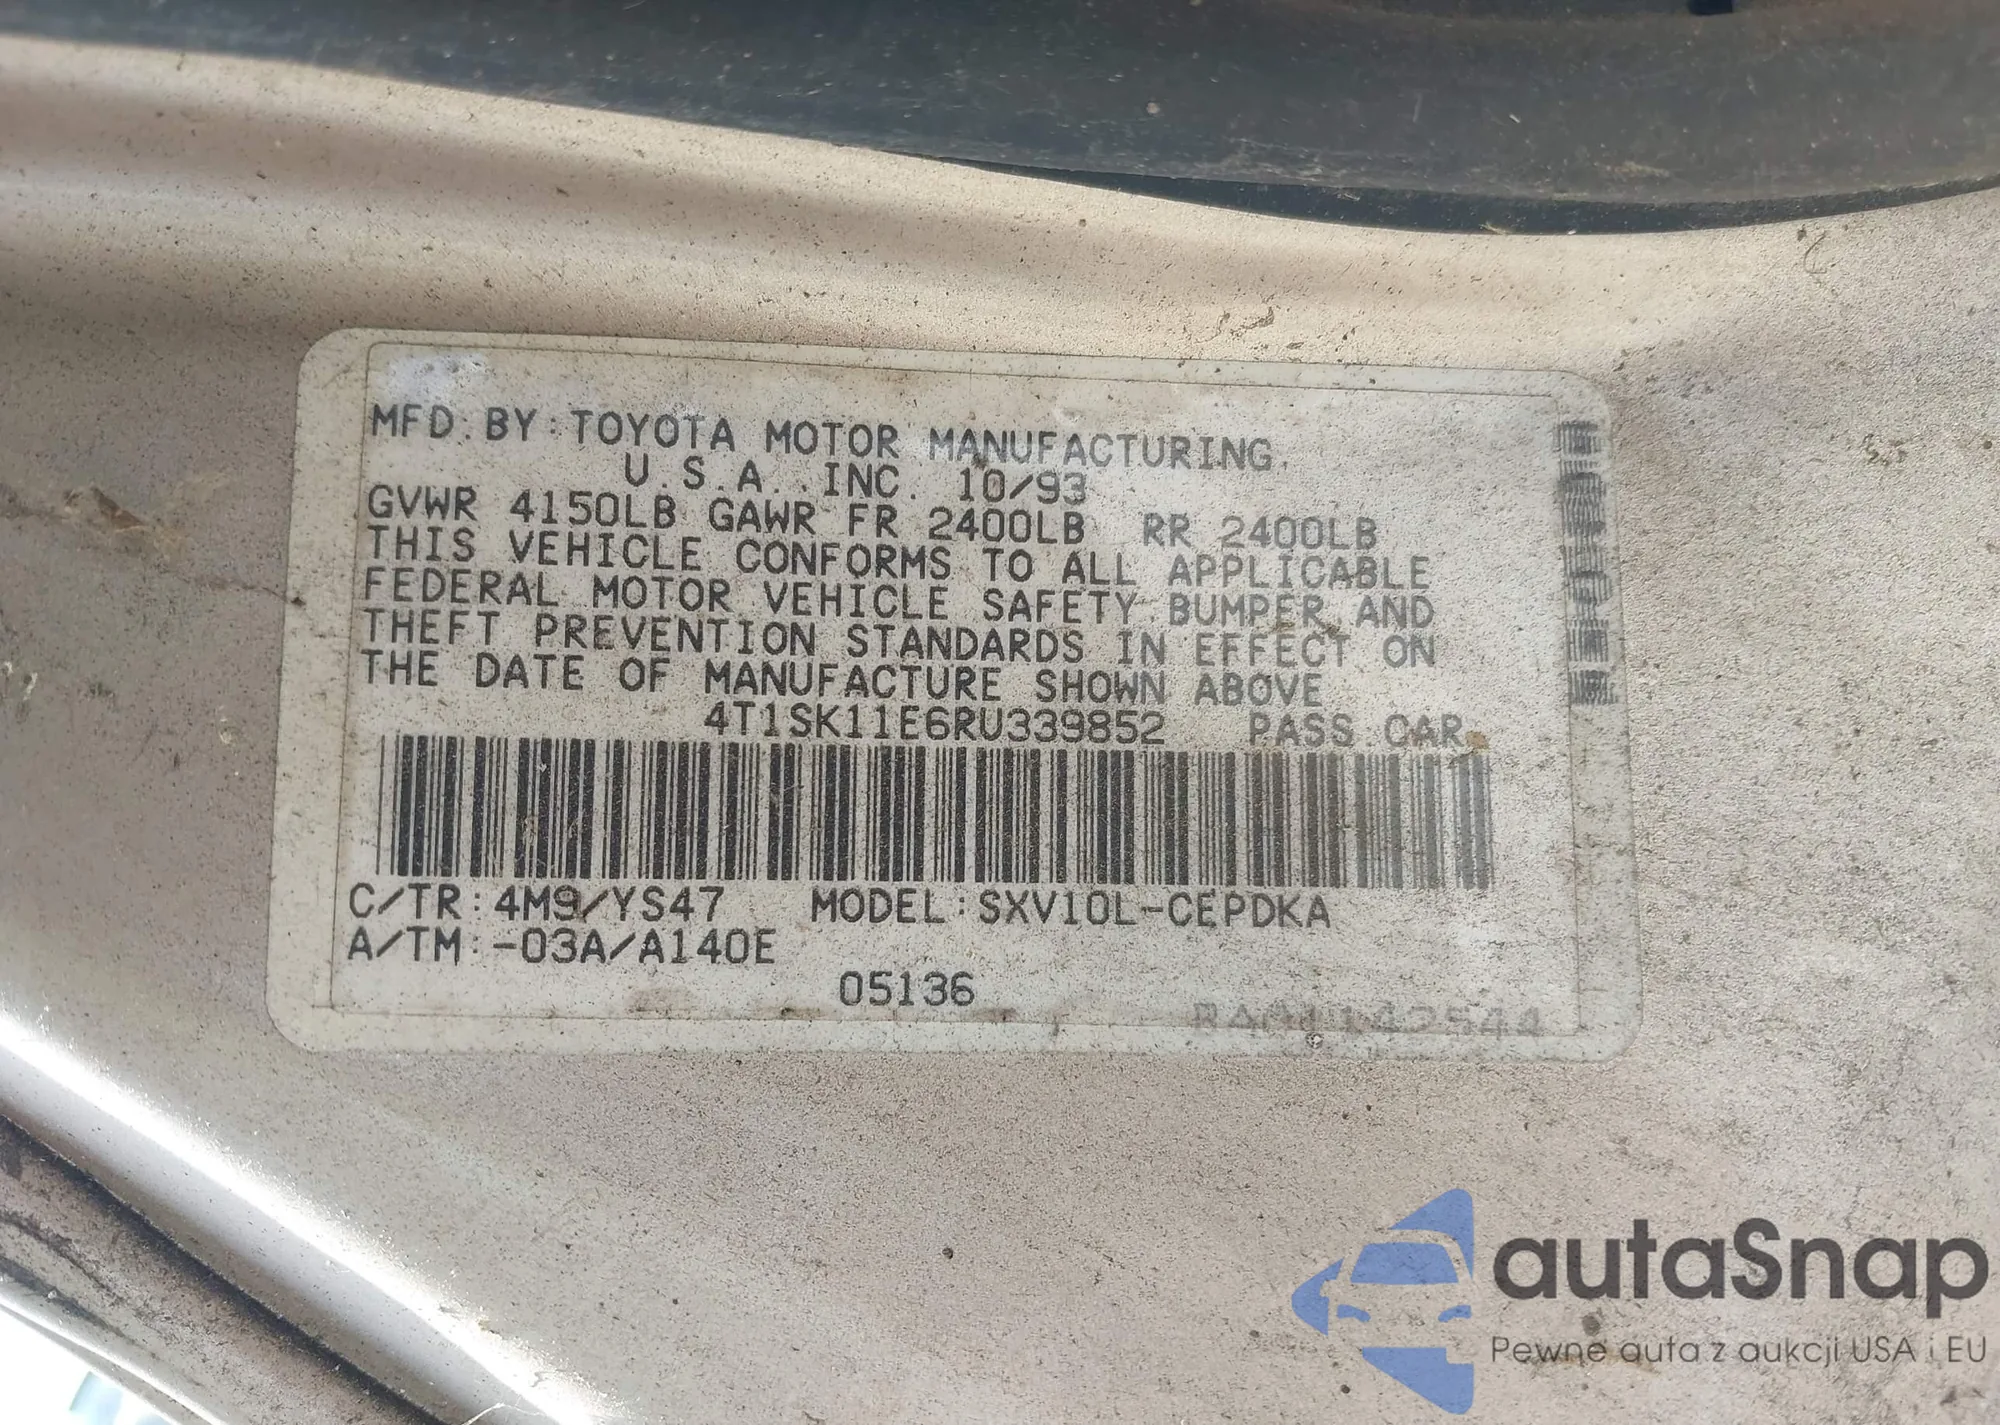 MFD. BY: TOYOTA MOTOR MANUFACTURING,
U.S.A., INC. 10/93
GVWR 4150LB GAWR FR 2400LB RR 2400LB
THIS VEHICLE CONFORMS TO ALL APPLICABLE
FEDERAL MOTOR VEHICLE SAFETY, BUMPER, AND
THEFT PREVENTION STANDARDS IN EFFECT ON
THE DATE OF MANUFACTURE SHOWN ABOVE
4T1SK11E6RU339852 PASS. CAR
C/TR: 4M9/YS47 MODEL: SXV10L-CEPDKA
A/TM: -03A/A140E
05136
autaSnap
Pewne auta z aukcji USA i EU